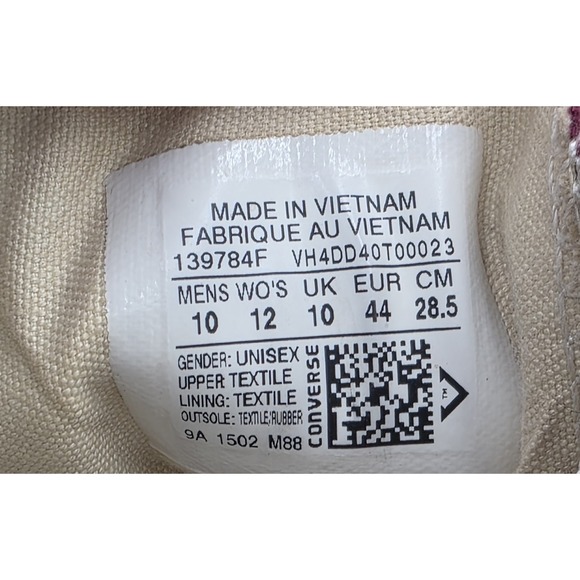 MADE IN VIETNAM
FABRIQUE AU VIETNAM
139784F VH4DD40T00023
MENS WO'S UK EUR CM
10 12 10 44 28.5
GENDER: UNISEX
UPPER TEXTILE
LINING: TEXTILE
OUTSOLE: TEXTILE/RUBBER
9A 1502 M88
CONVERSE
TM